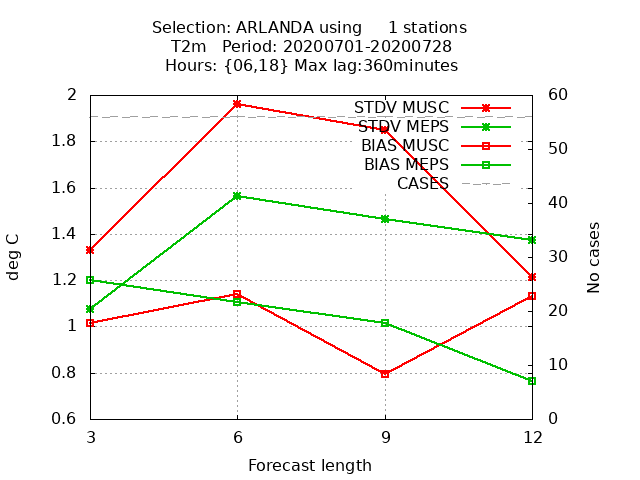 Selection: ARLANDA using     1 stations
T2m   Period: 20200701-20200728
Hours: {06,18} Max lag:360minutes
2
1.8
1.6
1.4
1.2
1
0.8
0.6
deg C
60
50
40
30
20
10
0
No cases
STDV MUSC
STDV MEPS
BIAS MUSC
BIAS MEPS
CASES
3 6 9 12
Forecast length